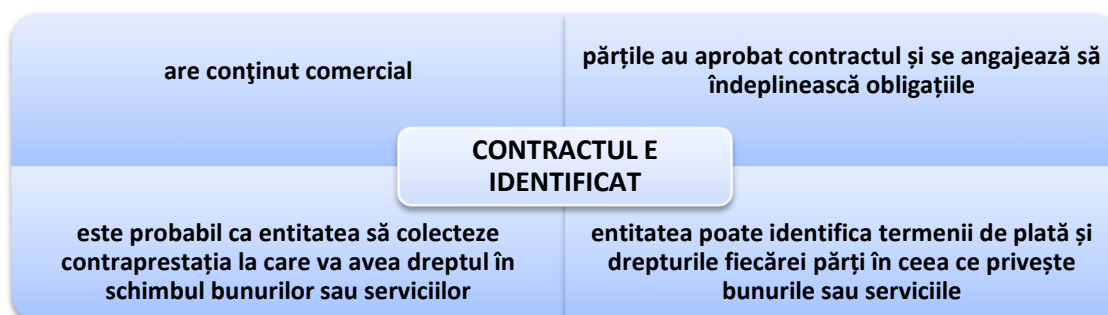 are conţinut comercial
părțile au aprobat contractul și se angajează să
îndeplinească obligațiile
CONTRACTUL E
IDENTIFICAT
este probabil ca entitatea să colecteze
contraprestația la care va avea dreptul în
schimbul bunurilor sau serviciilor
entitatea poate identifica termenii de plată și
drepturile fiecărei părți în ceea ce privește
bunurile sau serviciile